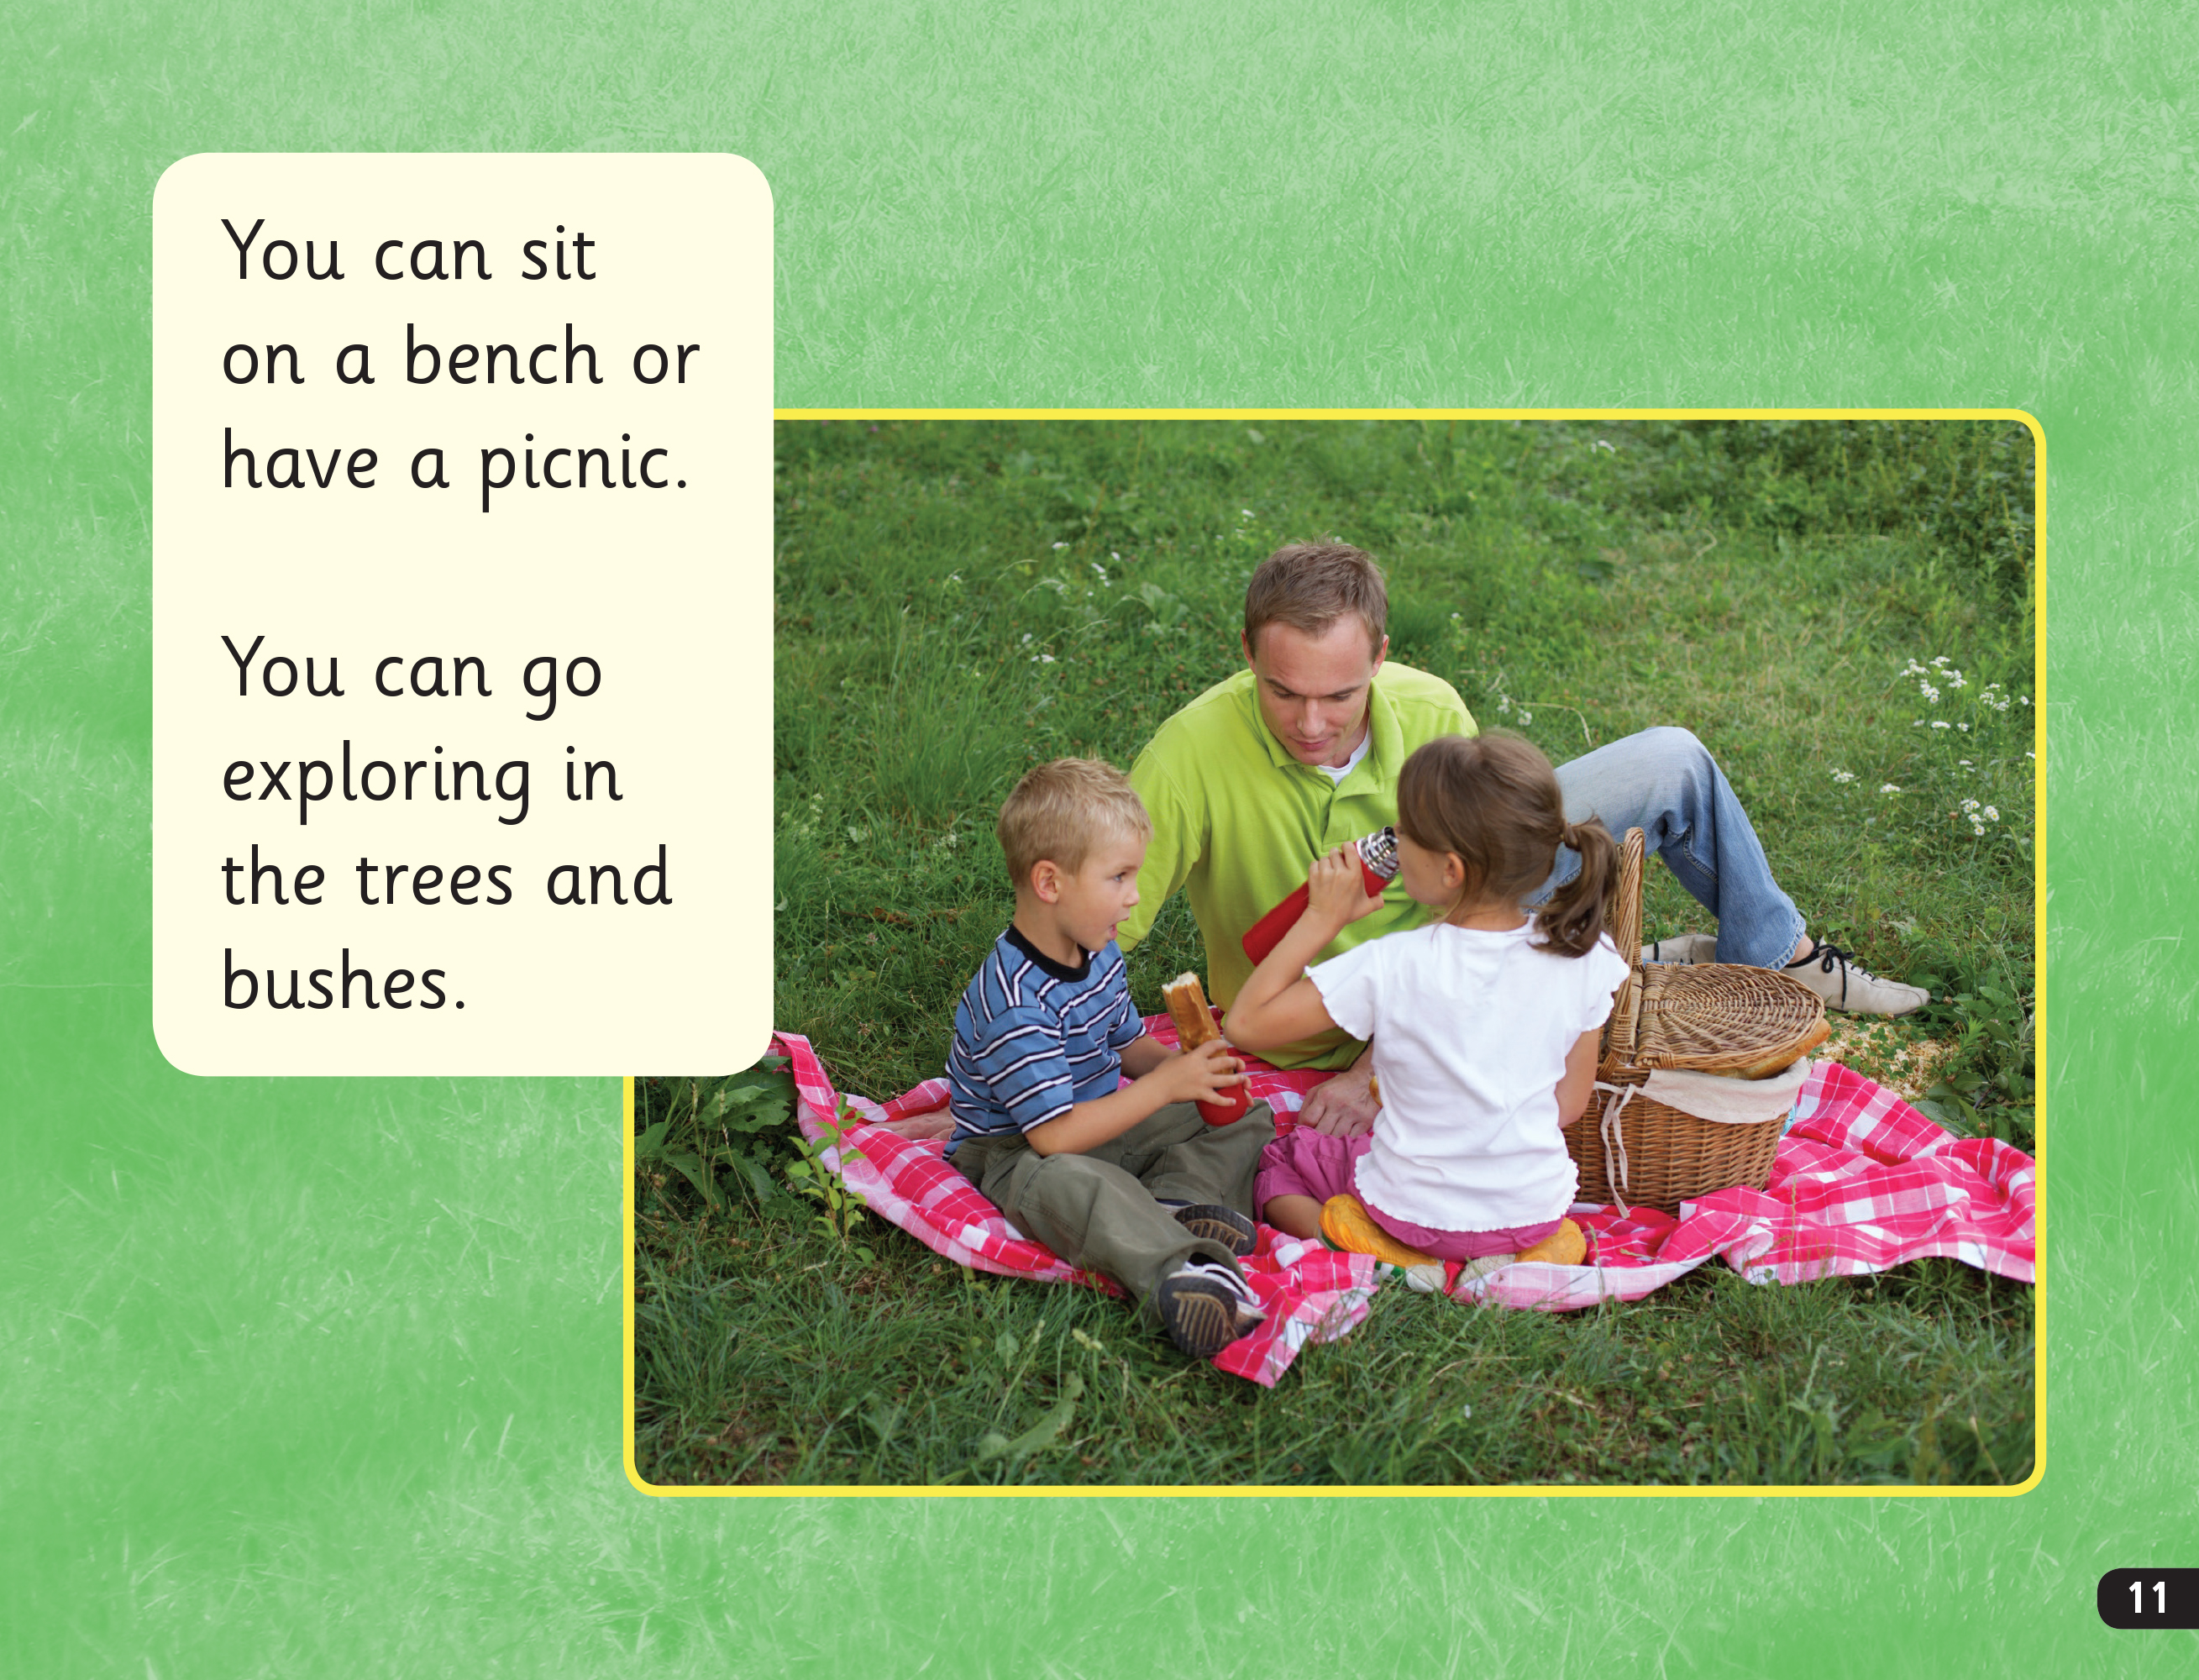 You can sit
on a bench or
have a picnic.
You can go
exploring in
the trees and
bushes.
11